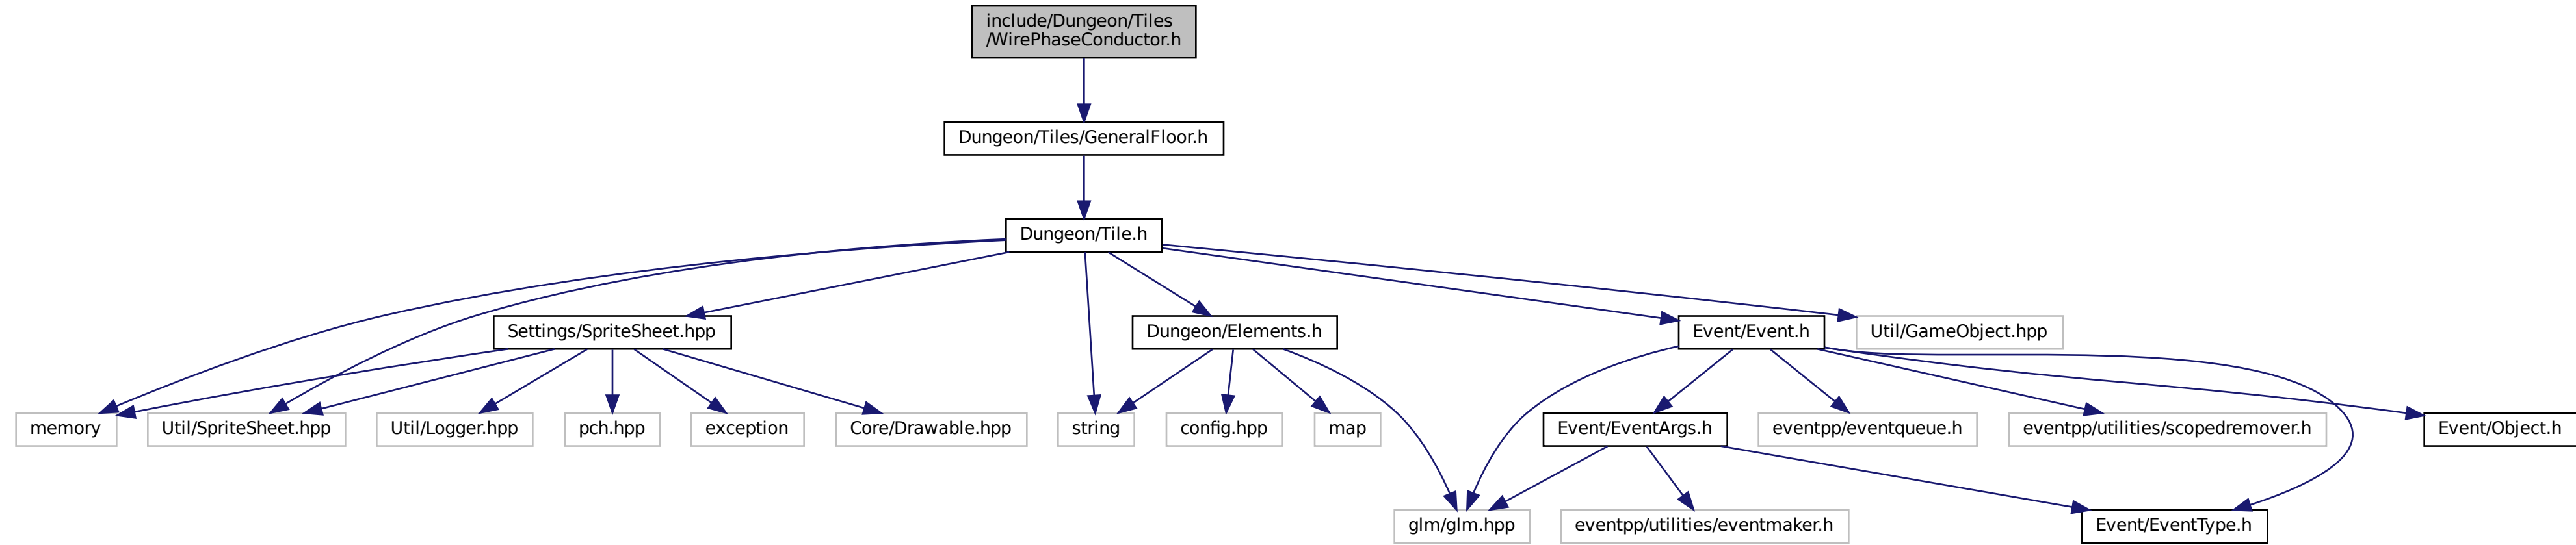 include/Dungeon/Tiles
/WirePhaseConductor.h
Dungeon/Tiles/GeneralFloor.h
Dungeon/Tile.h
Settings/SpriteSheet.hpp
Dungeon/Elements.h
Event/Event.h
Util/GameObject.hpp
memory
Util/SpriteSheet.hpp
Util/Logger.hpp
pch.hpp
exception
Core/Drawable.hpp
string
config.hpp
map
Event/EventArgs.h
eventpp/eventqueue.h
eventpp/utilities/scopedremover.h
Event/Object.h
glm/glm.hpp
eventpp/utilities/eventmaker.h
Event/EventType.h